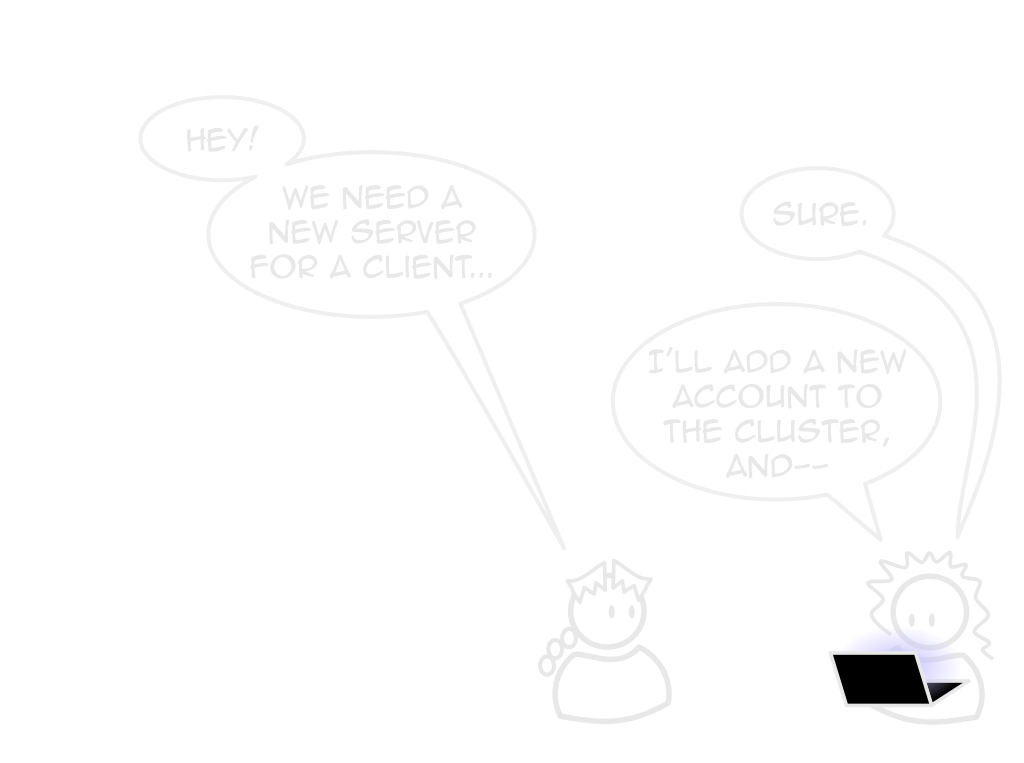 HEY!
WE NEED A
NEW SERVER
FOR A CLIENT...
SURE.
I'LL ADD A NEW
ACCOUNT TO
THE CLUSTER,
AND--